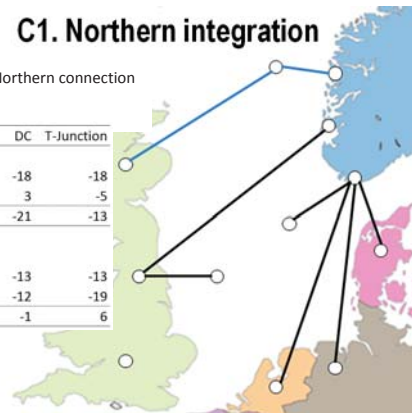 C1. Northern integration
Northern connection
DC T-Junction
-18 -18
3 -5
-21 -13
-13 -13
-12 -19
-1 6